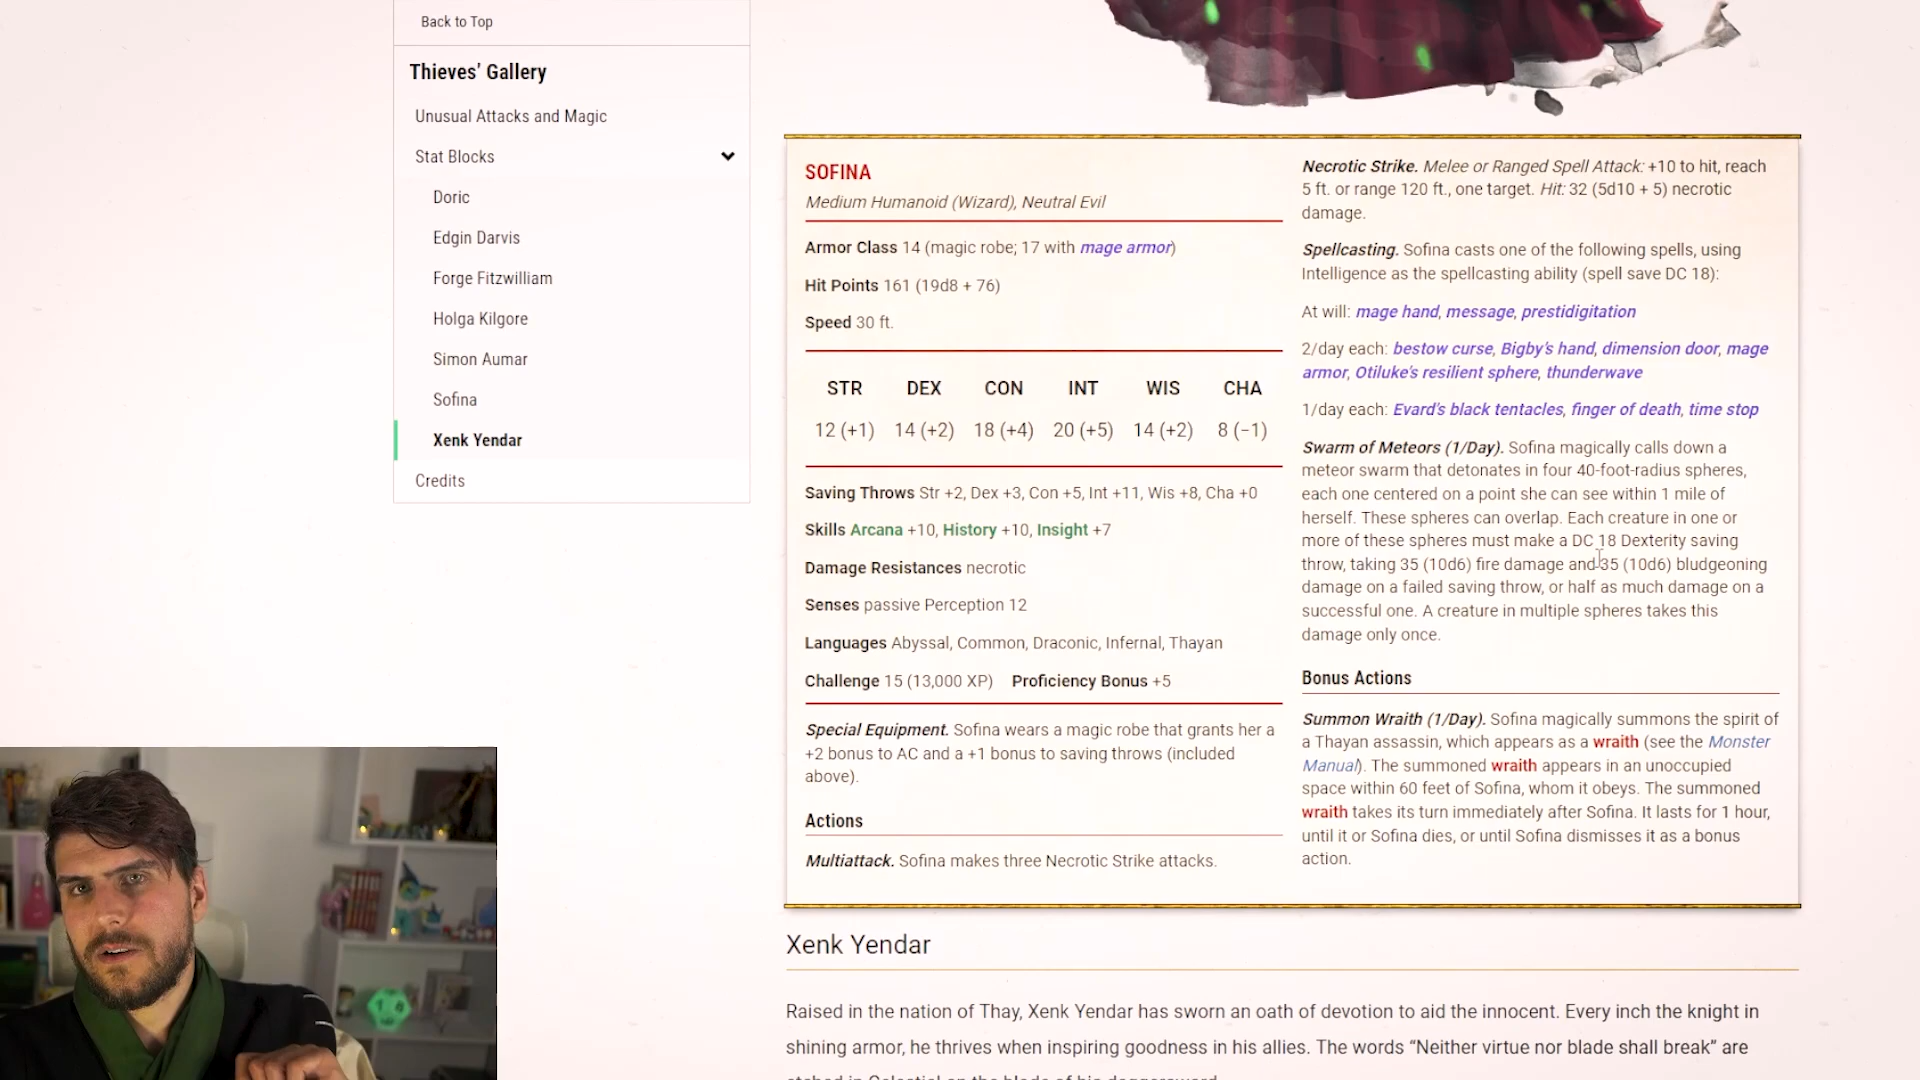 Back to Top
Thieves’ Gallery
Unusual Attacks and Magic
Stat Blocks
Doric
Edgin Darvis
Forge Fitzwilliam
Holga Kilgore
Simon Aumar
Sofina
Xenk Yendar
Credits
SOFINA
Medium Humanoid (Wizard), Neutral Evil
Armor Class 14 (magic robe; 17 with mage armor)
Hit Points 161 (19d8 + 76)
Speed 30 ft.
STR DEX CON INT WIS CHA
12 (+1) 14 (+2) 18 (+4) 20 (+5) 14 (+2) 8 (−1)
Saving Throws Str +2, Dex +3, Con +5, Int +11, Wis +8, Cha +0
Skills Arcana +10, History +10, Insight +7
Damage Resistances necrotic
Senses passive Perception 12
Languages Abyssal, Common, Draconic, Infernal, Thayan
Challenge 15 (13,000 XP) Proficiency Bonus +5
Special Equipment. Sofina wears a magic robe that grants her a
+2 bonus to AC and a +1 bonus to saving throws (included
above).
Actions
Multiattack. Sofina makes three Necrotic Strike attacks.
Necrotic Strike. Melee or Ranged Spell Attack: +10 to hit, reach
5 ft. or range 120 ft., one target. Hit: 32 (5d10 + 5) necrotic
damage.
Spellcasting. Sofina casts one of the following spells, using
Intelligence as the spellcasting ability (spell save DC 18):
At will: mage hand, message, prestidigitation
2/day each: bestow curse, Bigby’s hand, dimension door, mage
armor, Otiluke’s resilient sphere, thunderwave
1/day each: Evard’s black tentacles, finger of death, time stop
Swarm of Meteors (1/Day). Sofina magically calls down a
meteor swarm that detonates in four 40-foot-radius spheres,
each one centered on a point she can see within 1 mile of
herself. These spheres can overlap. Each creature in one or
more of these spheres must make a DC 18 Dexterity saving
throw, taking 35 (10d6) fire damage and 35 (10d6) bludgeoning
damage on a failed saving throw, or half as much damage on a
successful one. A creature in multiple spheres takes this
damage only once.
Bonus Actions
Summon Wraith (1/Day). Sofina magically summons the spirit of
a Thayan assassin, which appears as a wraith (see the Monster
Manual). The summoned wraith appears in an unoccupied
space within 60 feet of Sofina, whom it obeys. The summoned
wraith takes its turn immediately after Sofina. It lasts for 1 hour,
until it or Sofina dies, or until Sofina dismisses it as a bonus
action.
Xenk Yendar
Raised in the nation of Thay, Xenk Yendar has sworn an oath of devotion to aid the innocent. Every inch the knight in
shining armor, he thrives when inspiring goodness in his allies. The words “Neither virtue nor blade shall break” are